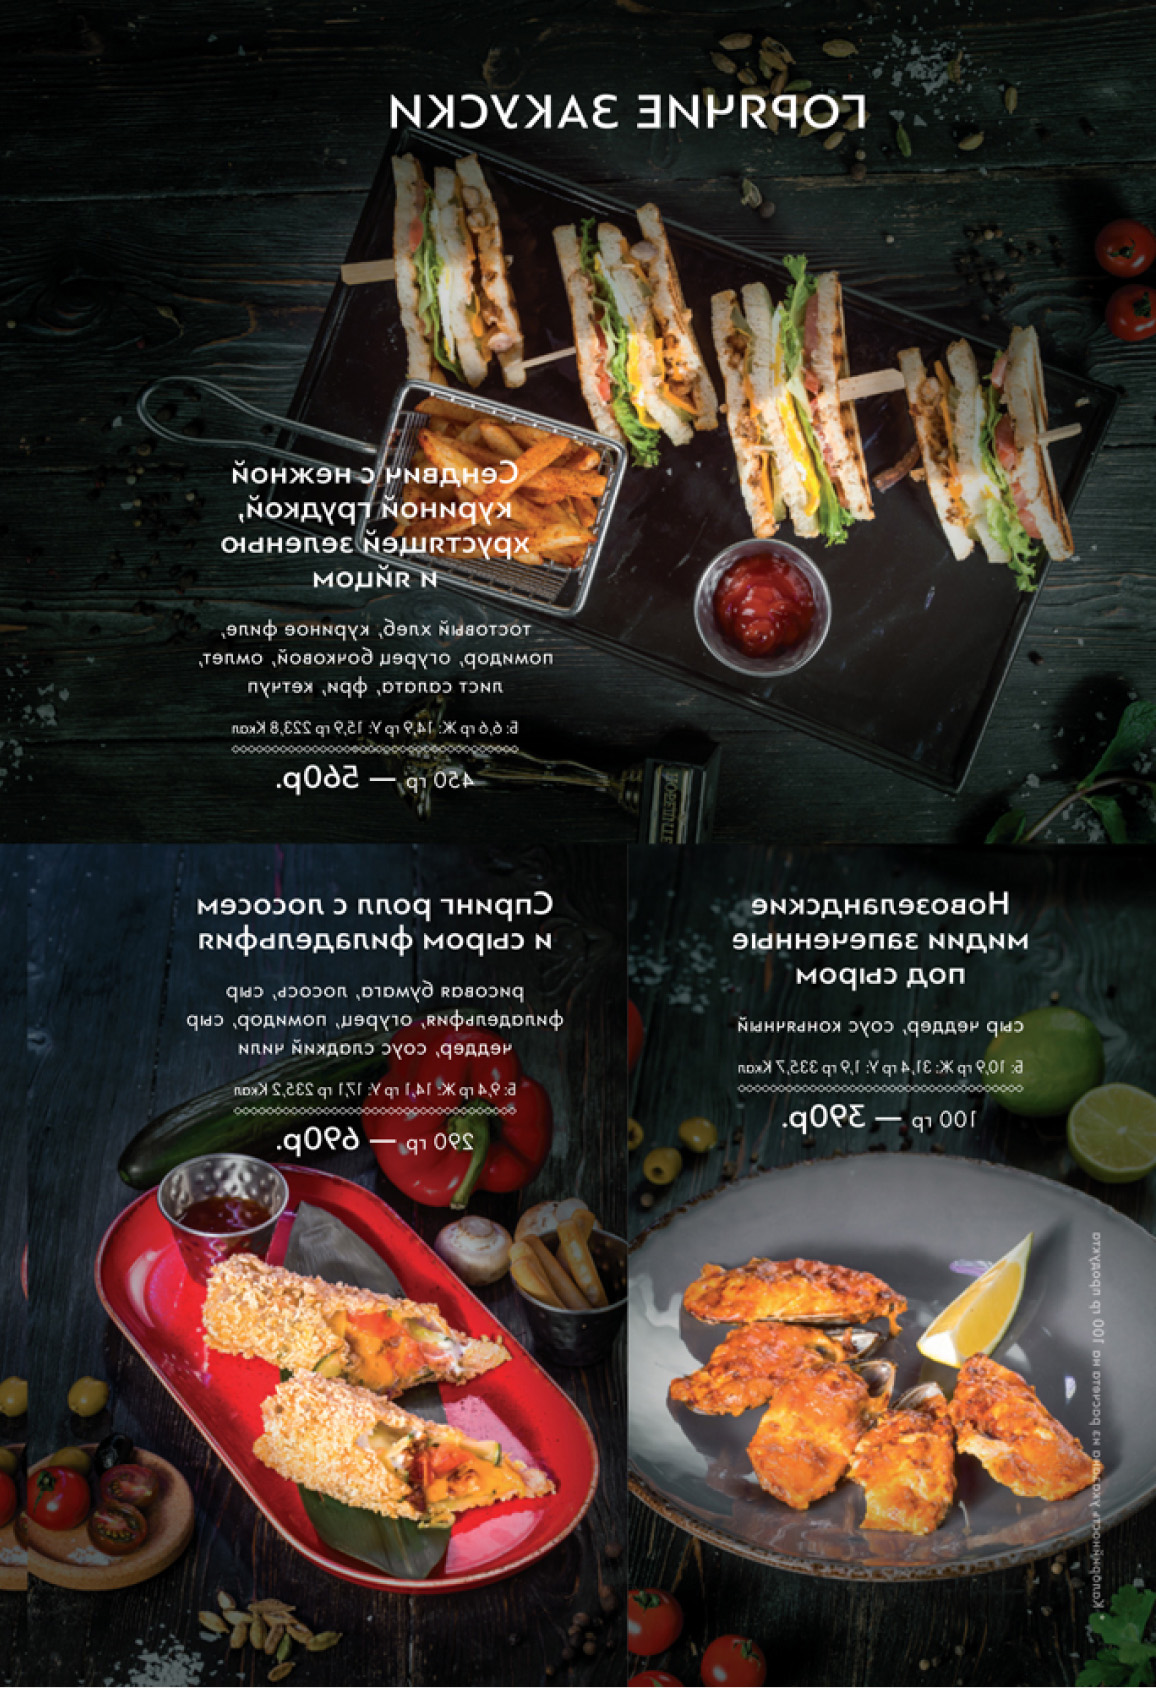 ГОРЯЧИЕ ЗАКУСКИ
Сендвич с нежной
куриной грудкой,
хрустящей зеленью
и яйцом
тостовый хлеб, куриное филе,
помидор, огурец бочковой, омлет,
лист салата, фри, кетчуп
Б: 6,6 гр Ж: 14,9 гр У: 15,9 гр 223,8 Ккал
450 гр — 560р.
Новозеландские
мидии запеченные
под сыром
сыр чеддер, соус коньячный
Б: 10,9 гр Ж: 31,4 гр У: 1,9 гр 335,7 Ккал
100 гр — 390р.
Спринг ролл с лососем
и сыром филадельфия
рисовая бумага, лосось, сыр
филадельфия, огурец, помидор, сыр
чеддер, соус сладкий чили
Б: 9,4 гр Ж: 14,1 гр У: 17,1 гр 235,2 Ккал
290 гр — 690р.
• Калорийность указана из расчета на 100 гр продукта